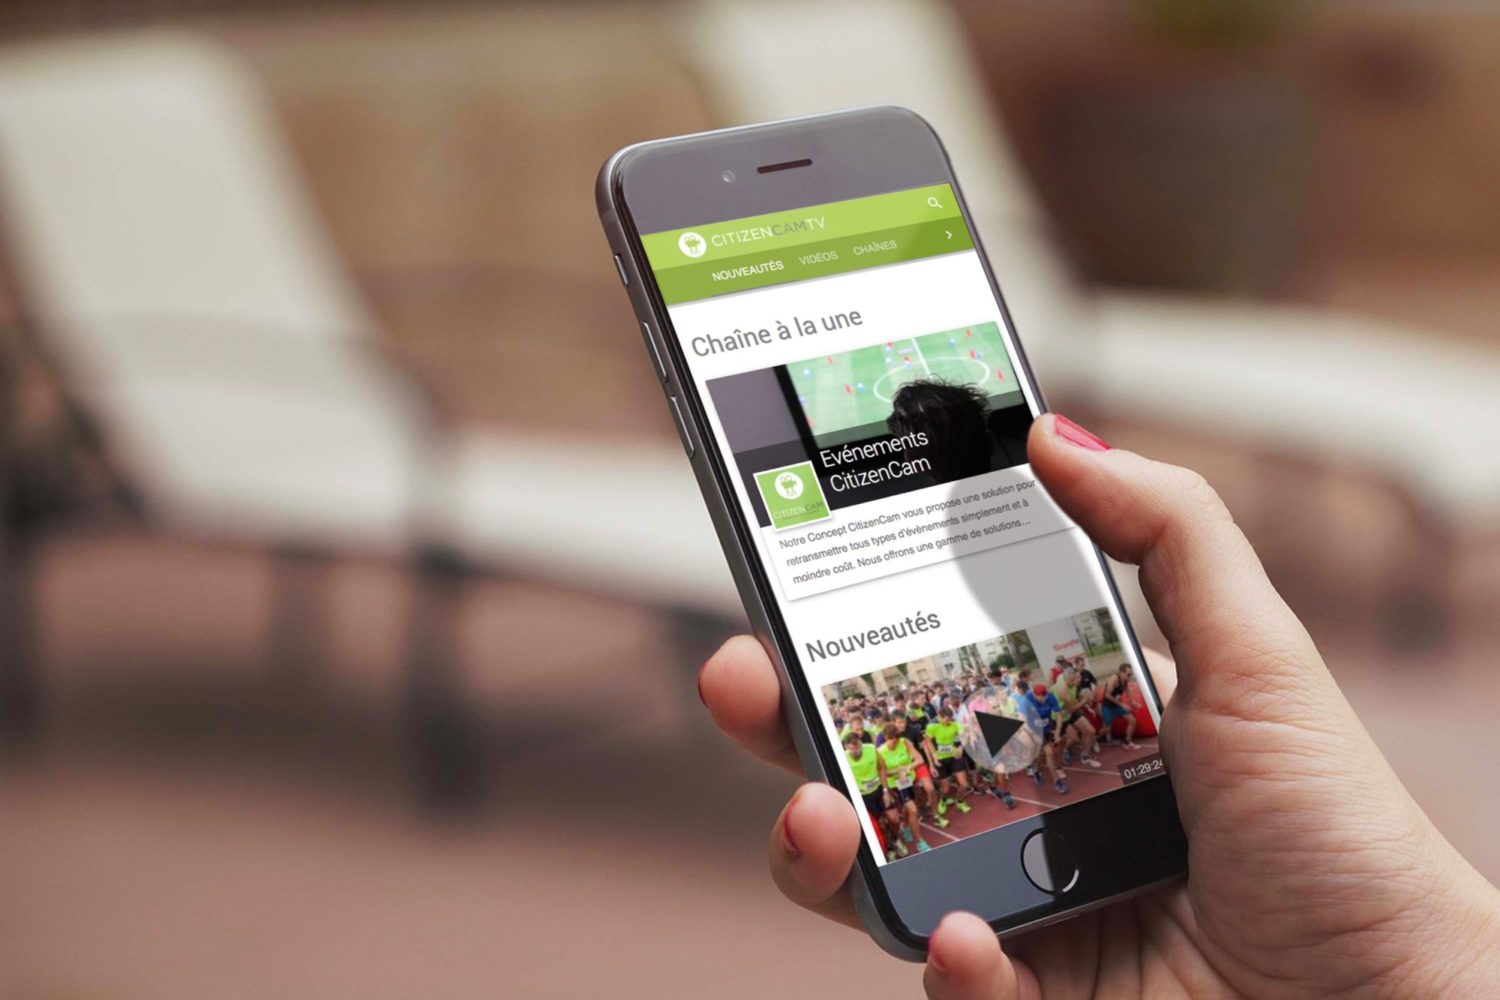 CITIZENCAMTV
NOUVEAUTÉS VIDÉOS CHAÎNES
Chaîne à la une
Evénements
CitizenCam
CITIZENCAM
Notre Concept CitizenCam vous propose une solution pour
retransmettre tous types d'évènements simplement et à
moindre coût. Nous offrons une gamme de solutions...
Nouveautés
01:29:24